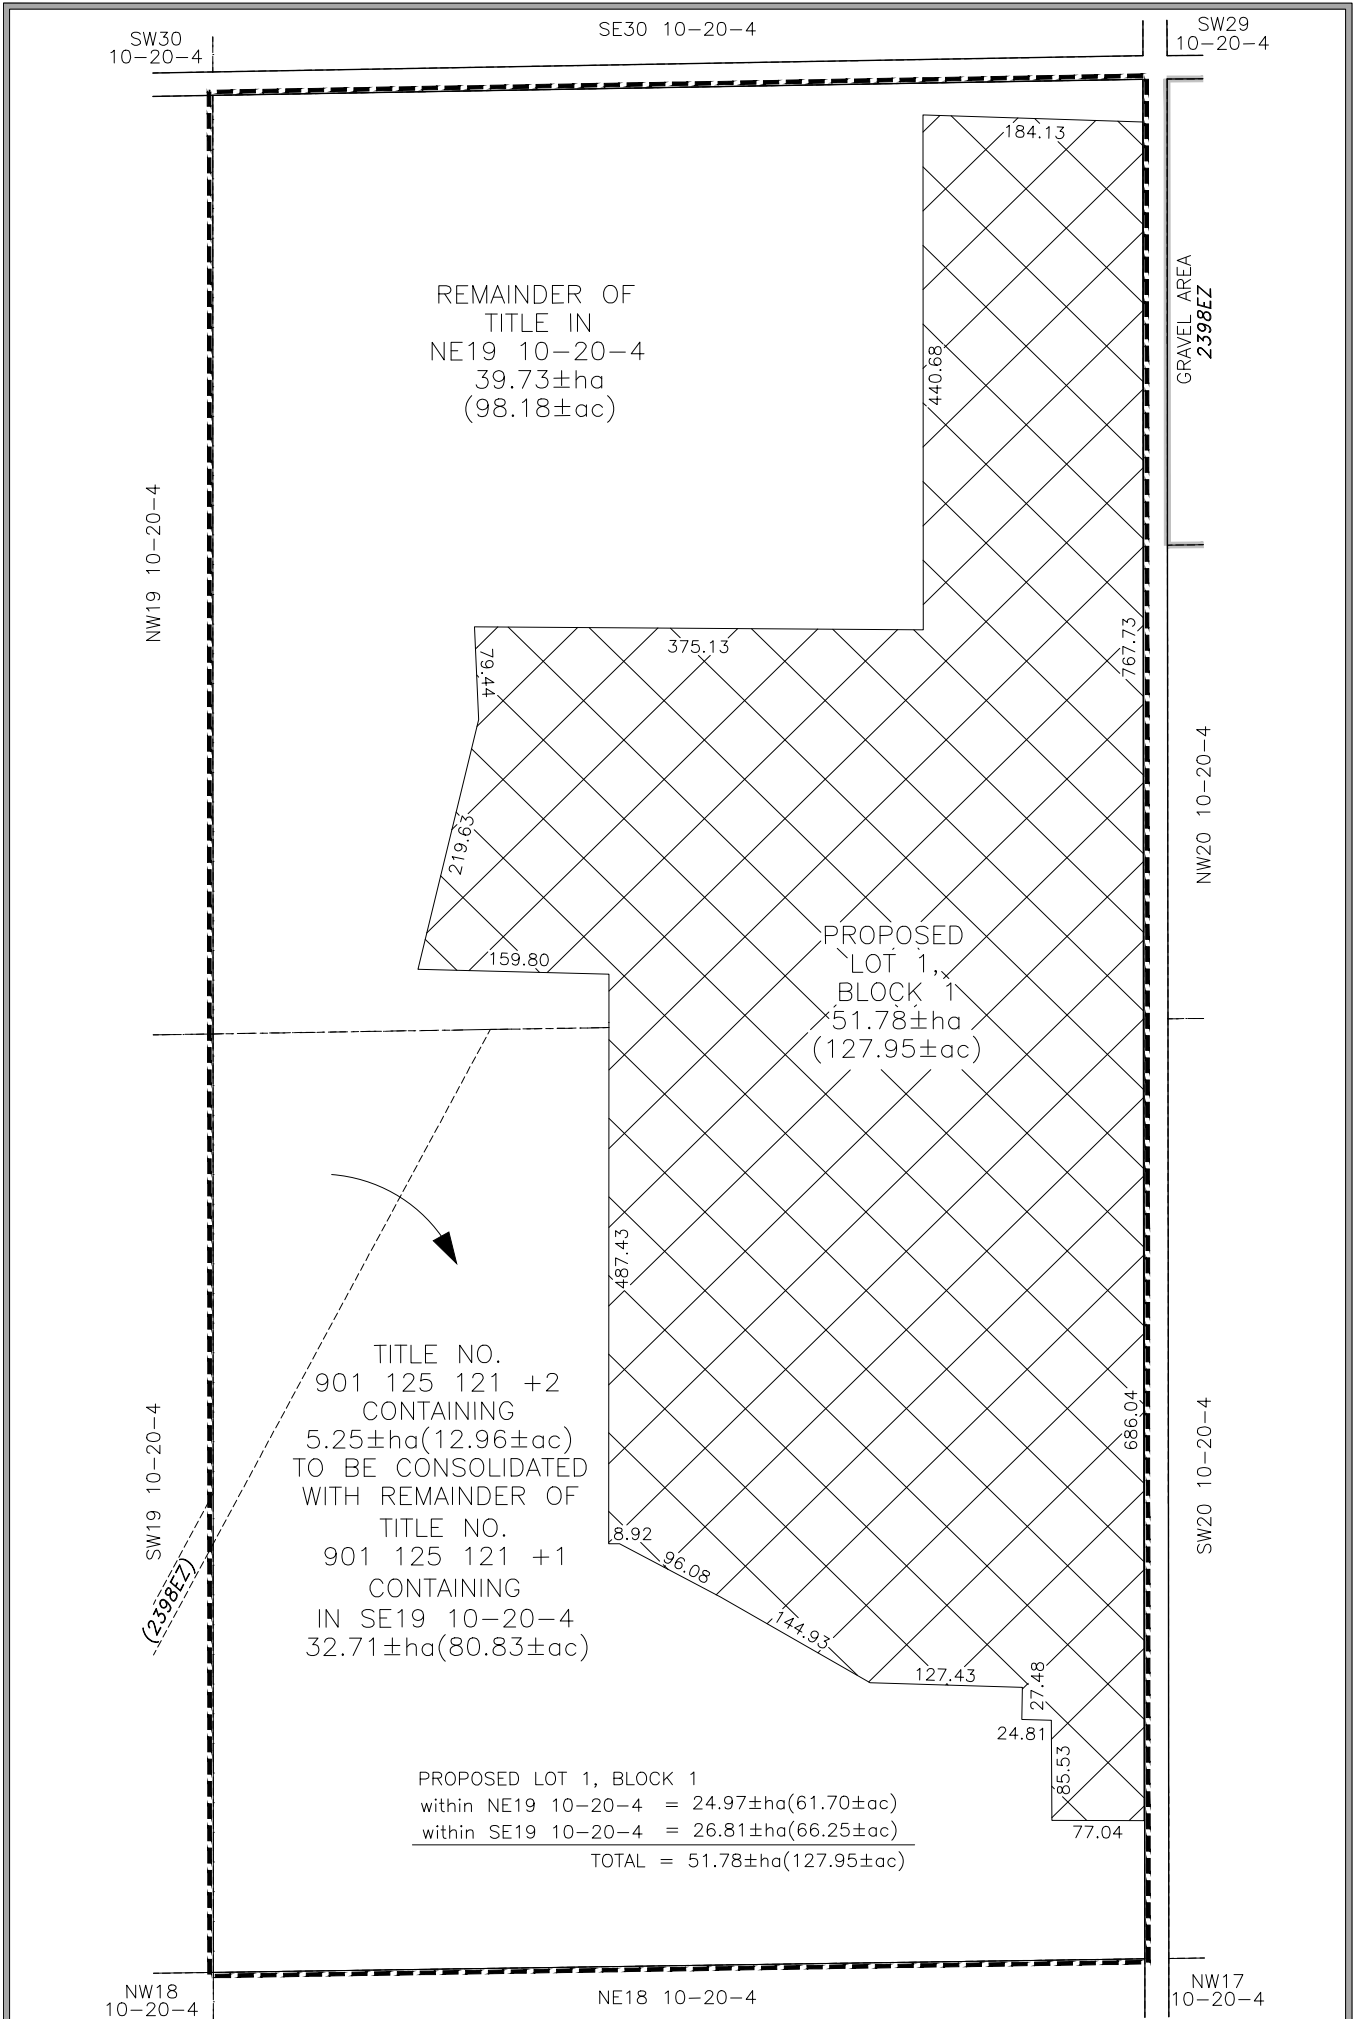 SW30
10-20-4
SE30 10-20-4
SW29
10-20-4
184.13
GRAVEL AREA
2398EZ
REMAINDER OF
TITLE IN
NE19 10-20-4
39.73±ha
(98.18±ac)
440.68
NW19 10-20-4
375.13
767.73
79.44
NW20 10-20-4
219.63
159.80
PROPOSED
LOT 1,
BLOCK 1
51.78±ha
(127.95±ac)
487.43
TITLE NO.
901 125 121 +2
CONTAINING
5.25±ha(12.96±ac)
TO BE CONSOLIDATED
WITH REMAINDER OF
TITLE NO.
901 125 121 +1
CONTAINING
IN SE19 10-20-4
32.71±ha(80.83±ac)
686.04
SW19 10-20-4
SW20 10-20-4
(2398EZ)
8.92
96.08
144.93
127.43
27.48
24.81
85.53
77.04
PROPOSED LOT 1, BLOCK 1
within NE19 10-20-4 = 24.97±ha(61.70±ac)
within SE19 10-20-4 = 26.81±ha(66.25±ac)
TOTAL = 51.78±ha(127.95±ac)
NW18
10-20-4
NE18 10-20-4
NW17
10-20-4